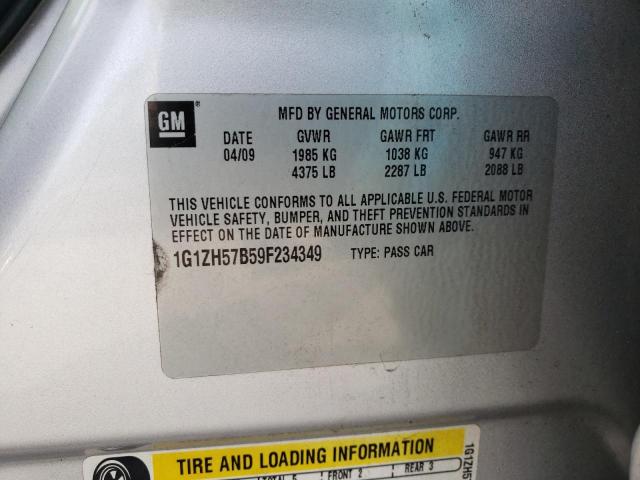 GM®
MFD BY GENERAL MOTORS CORP.
DATE GVWR GAWR FRT GAWR RR
04/09 1985 KG 1038 KG 947 KG
4375 LB 2287 LB 2088 LB
THIS VEHICLE CONFORMS TO ALL APPLICABLE U.S. FEDERAL MOTOR
VEHICLE SAFETY, BUMPER, AND THEFT PREVENTION STANDARDS IN
EFFECT ON THE DATE OF MANUFACTURE SHOWN ABOVE.
1G1ZH57B59F234349 TYPE: PASS CAR
TIRE AND LOADING INFORMATION
TOTAL 5 FRONT 2 REAR 3
1G1ZH5